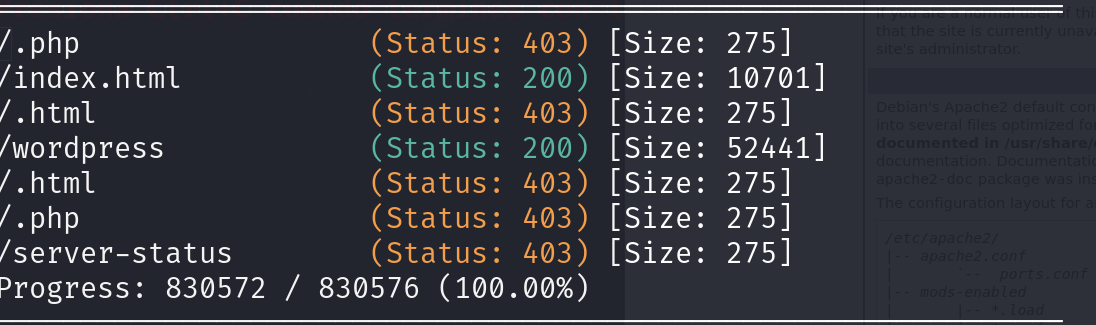 /.php (Status: 403) [Size: 275]
/index.html (Status: 200) [Size: 10701]
/.html (Status: 403) [Size: 275]
/wordpress (Status: 200) [Size: 52441]
/.html (Status: 403) [Size: 275]
/.php (Status: 403) [Size: 275]
/server-status (Status: 403) [Size: 275]
Progress: 830572 / 830576 (100.00%)
If you are a normal user of this
that the site is currently unava
site's administrator.
Debian's Apache2 default con
into several files optimized for
documented in /usr/share/
documentation. Documentati
apache2-doc package was ins
The configuration layout for a
/etc/apache2/
|-- apache2.conf
| `-- ports.conf
|-- mods-enabled
| |-- *.load